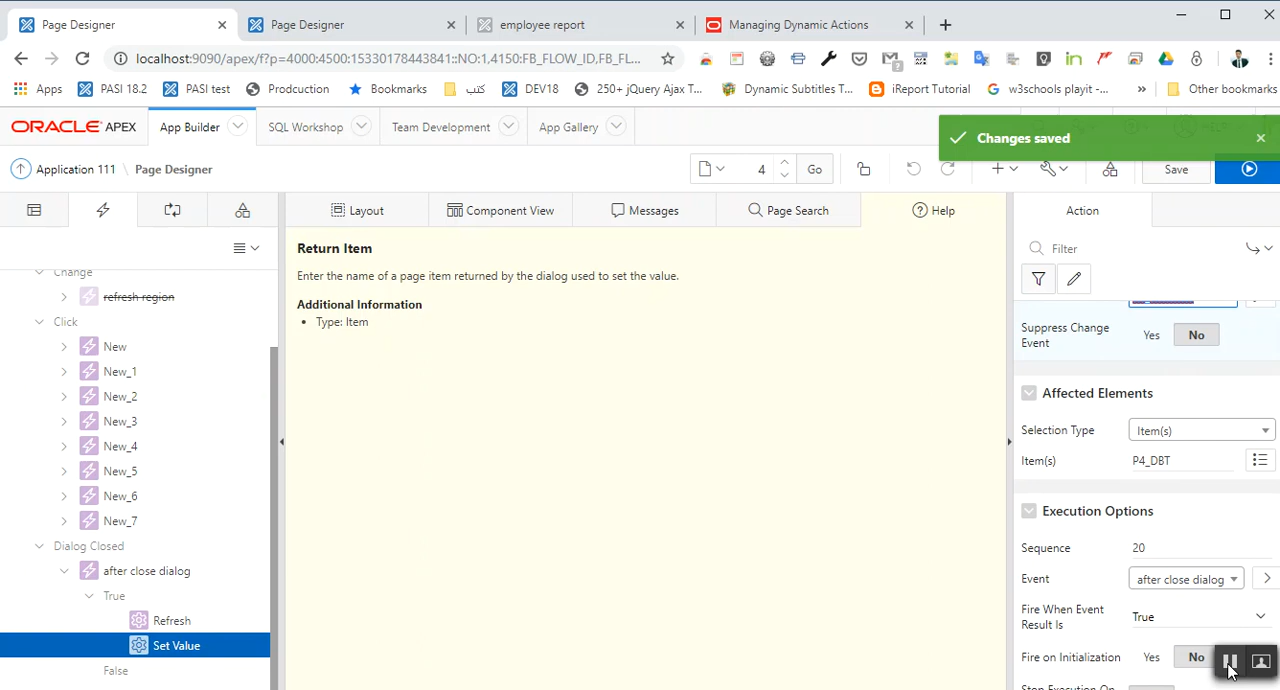 Page Designer
Page Designer
employee report
Managing Dynamic Actions
localhost:9090/apex/f?p=4000:4500:15330178443841::NO:1,4150:FB_FLOW_ID,FB_FL...
Apps
PASI 18.2
PASI test
Production
Bookmarks
كتب
DEV18
250+ jQuery Ajax T...
Dynamic Subtitles T...
iReport Tutorial
w3schools playit -...
»
Other bookmarks
ORACLE APEX
App Builder
SQL Workshop
Team Development
App Gallery
Changes saved
Application 111 \ Page Designer
4
Go
Save
Layout
Component View
Messages
Page Search
Help
Action
Filter
Change
refresh region
Click
New
New_1
New_2
New_3
New_4
New_5
New_6
New_7
Dialog Closed
after close dialog
True
Refresh
Set Value
False
Return Item
Enter the name of a page item returned by the dialog used to set the value.
Additional Information
• Type: Item
Suppress Change Event
Yes
No
Affected Elements
Selection Type
Item(s)
Item(s)
P4_DBT
Execution Options
Sequence
20
Event
after close dialog
Fire When Event Result Is
True
Fire on Initialization
Yes
No